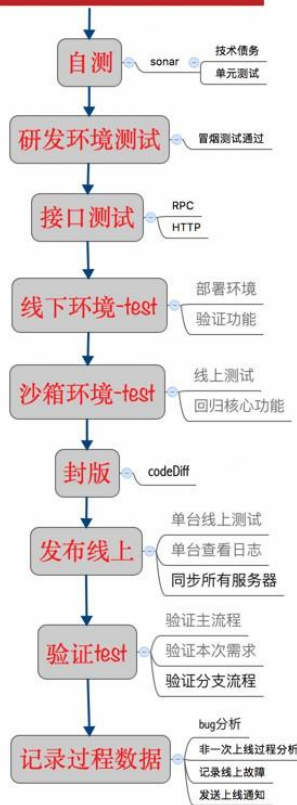 自测
sonar
技术债务
单元测试
研发环境测试
冒烟测试通过
接口测试
RPC
HTTP
线下环境-test
部署环境
验证功能
沙箱环境-test
线上测试
回归核心功能
封版
codeDiff
发布线上
单台线上测试
单台查看日志
同步所有服务器
验证test
验证主流程
验证本次需求
验证分支流程
记录过程数据
bug分析
非一次上线过程分析
记录线上故障
发送上线通知